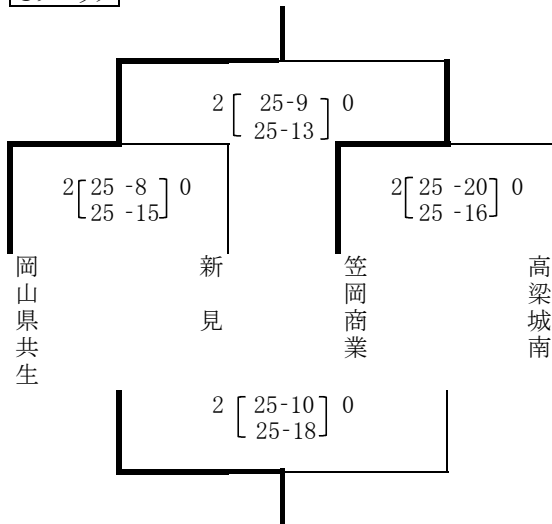 2 [ 25-9 25-13 ] 0
2 [ 25 -8 25 -15 ] 0
2 [ 25 -20 25 -16 ] 0
岡山県共生
新見
笠岡商業
高梁城南
2 [ 25-10 25-18 ] 0